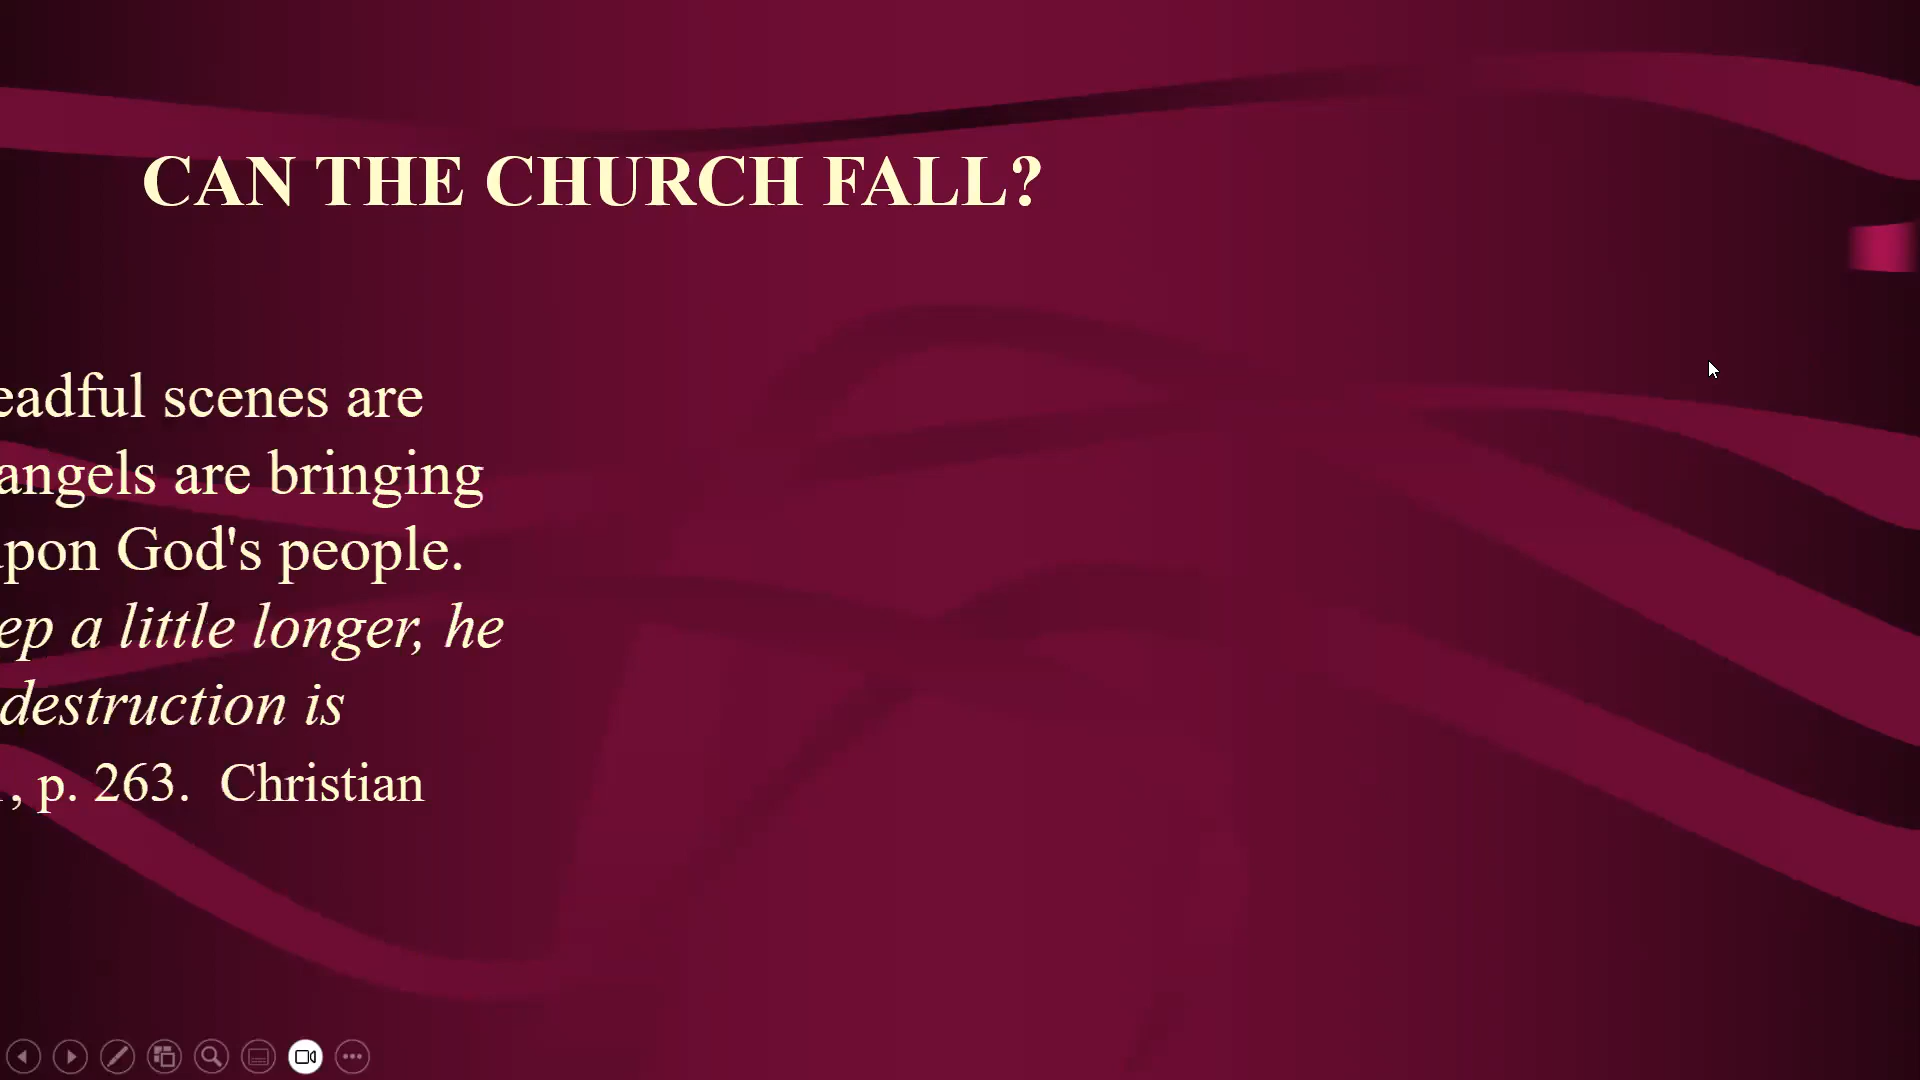 CAN THE CHURCH FALL?
eadful scenes are
angels are bringing
upon God's people.
ep a little longer, he
destruction is
, p. 263. Christian